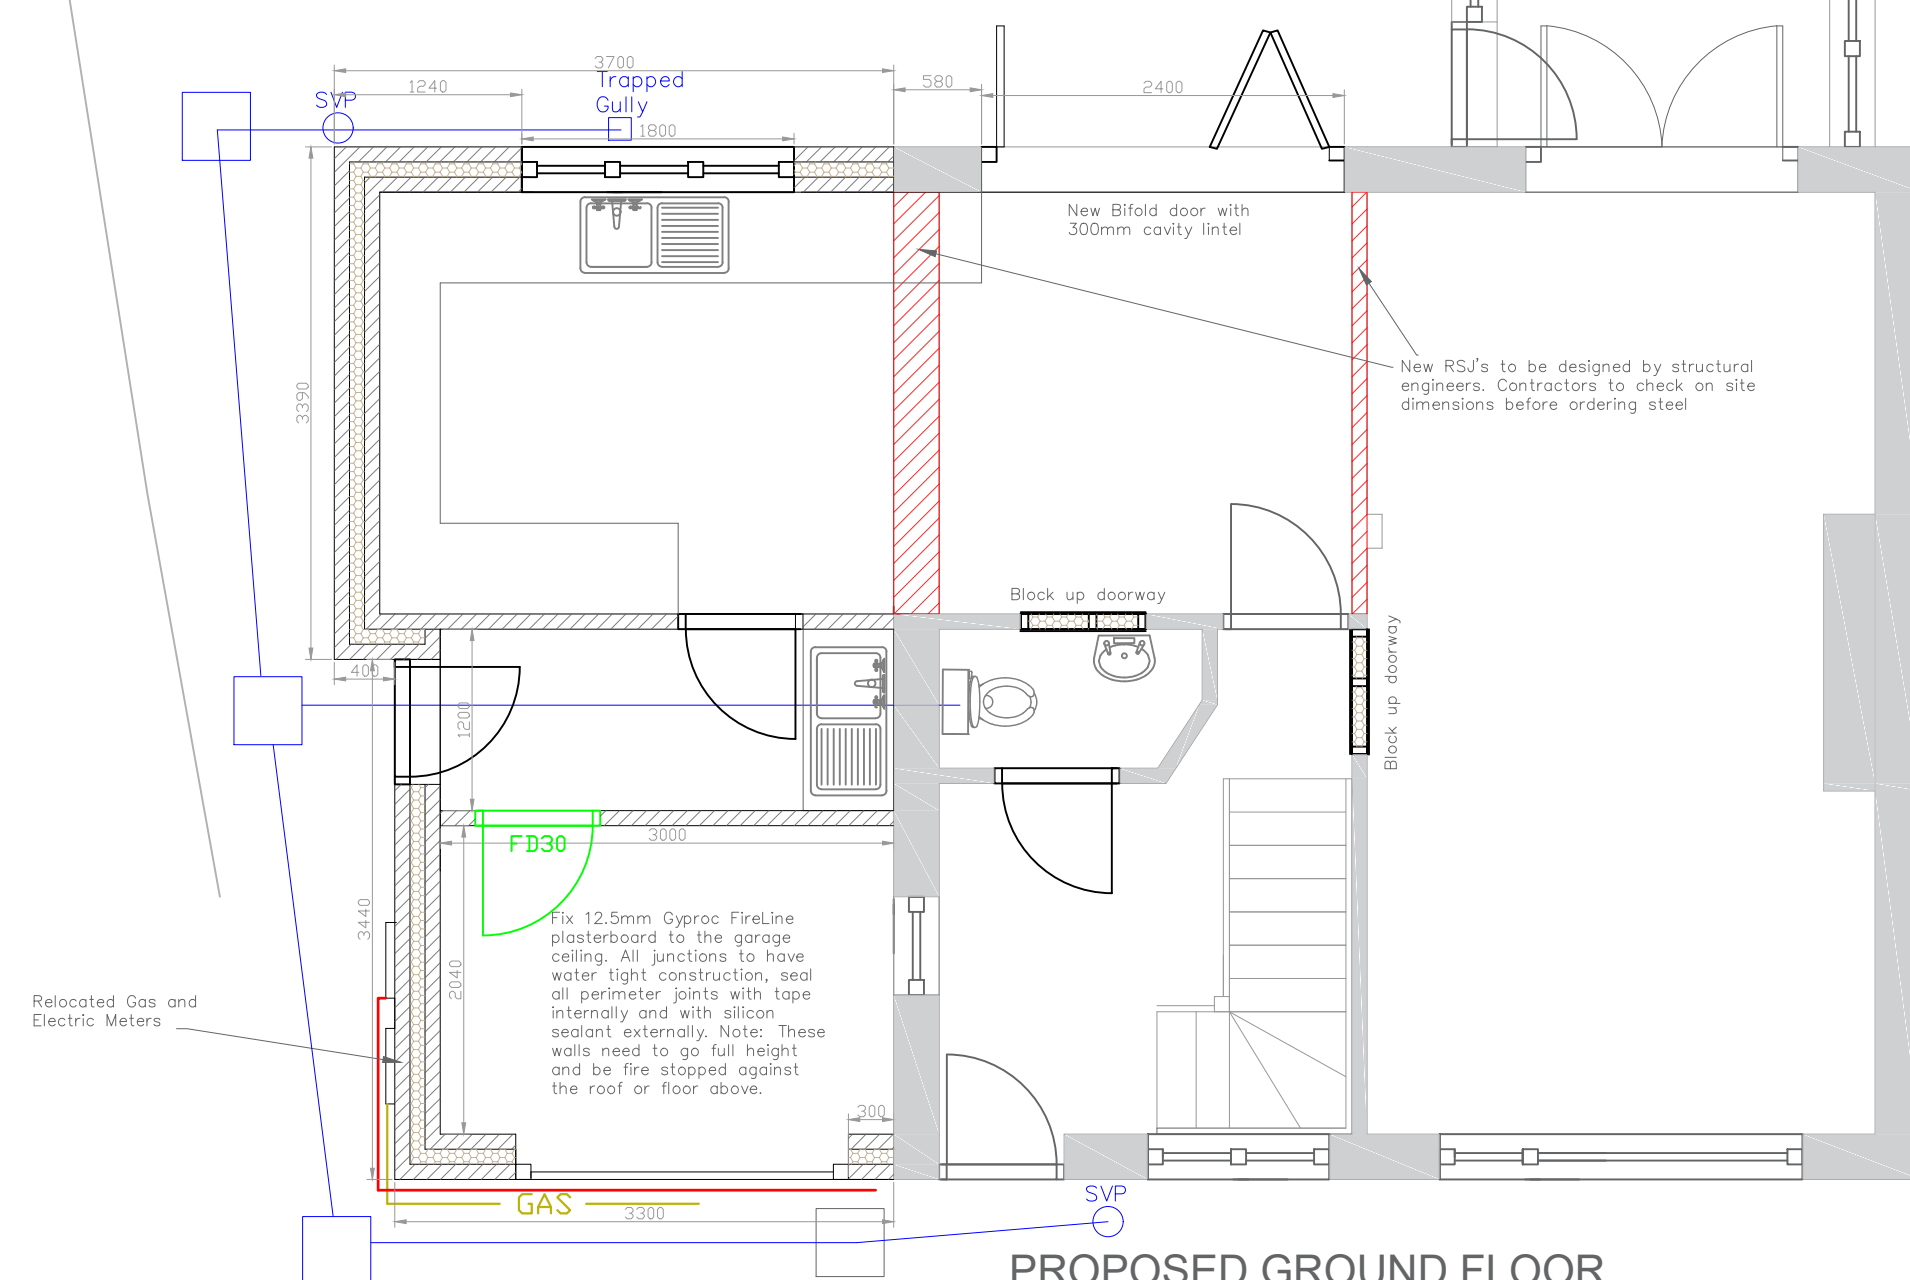 3700
Trapped
Gully
SVP
1240
1800
580
2400
New Bifold door with
300mm cavity lintel
3390
New RSJ's to be designed by structural
engineers. Contractors to check on site
dimensions before ordering steel
Block up doorway
Block up doorway
400
1200
FD30
3000
3440
2040
Fix 12.5mm Gyproc FireLine
plasterboard to the garage
ceiling. All junctions to have
water tight construction, seal
all perimeter joints with tape
internally and with silicon
sealant externally. Note: These
walls need to go full height
and be fire stopped against
the roof or floor above.
Relocated Gas and
Electric Meters
300
GAS
3300
SVP
PROPOSED GROUND FLOOR